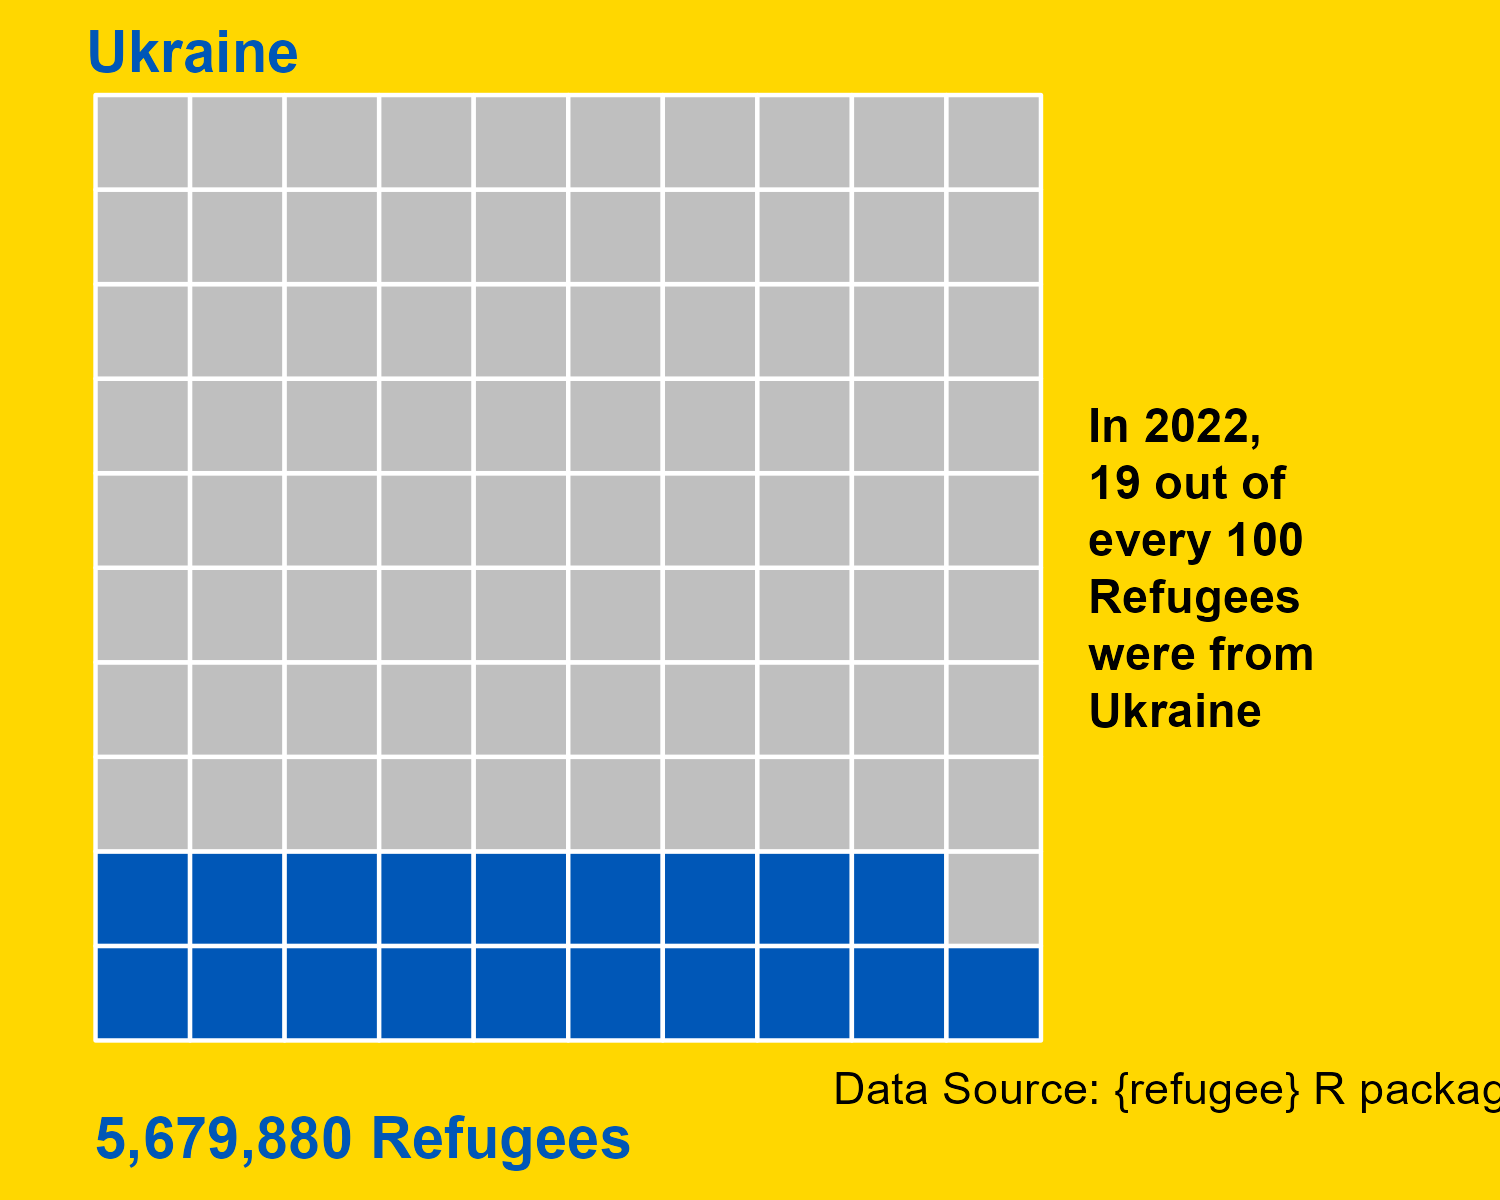 Ukraine
In 2022,
19 out of
every 100
Refugees
were from
Ukraine
Data Source: {refugee} R packag
5,679,880 Refugees